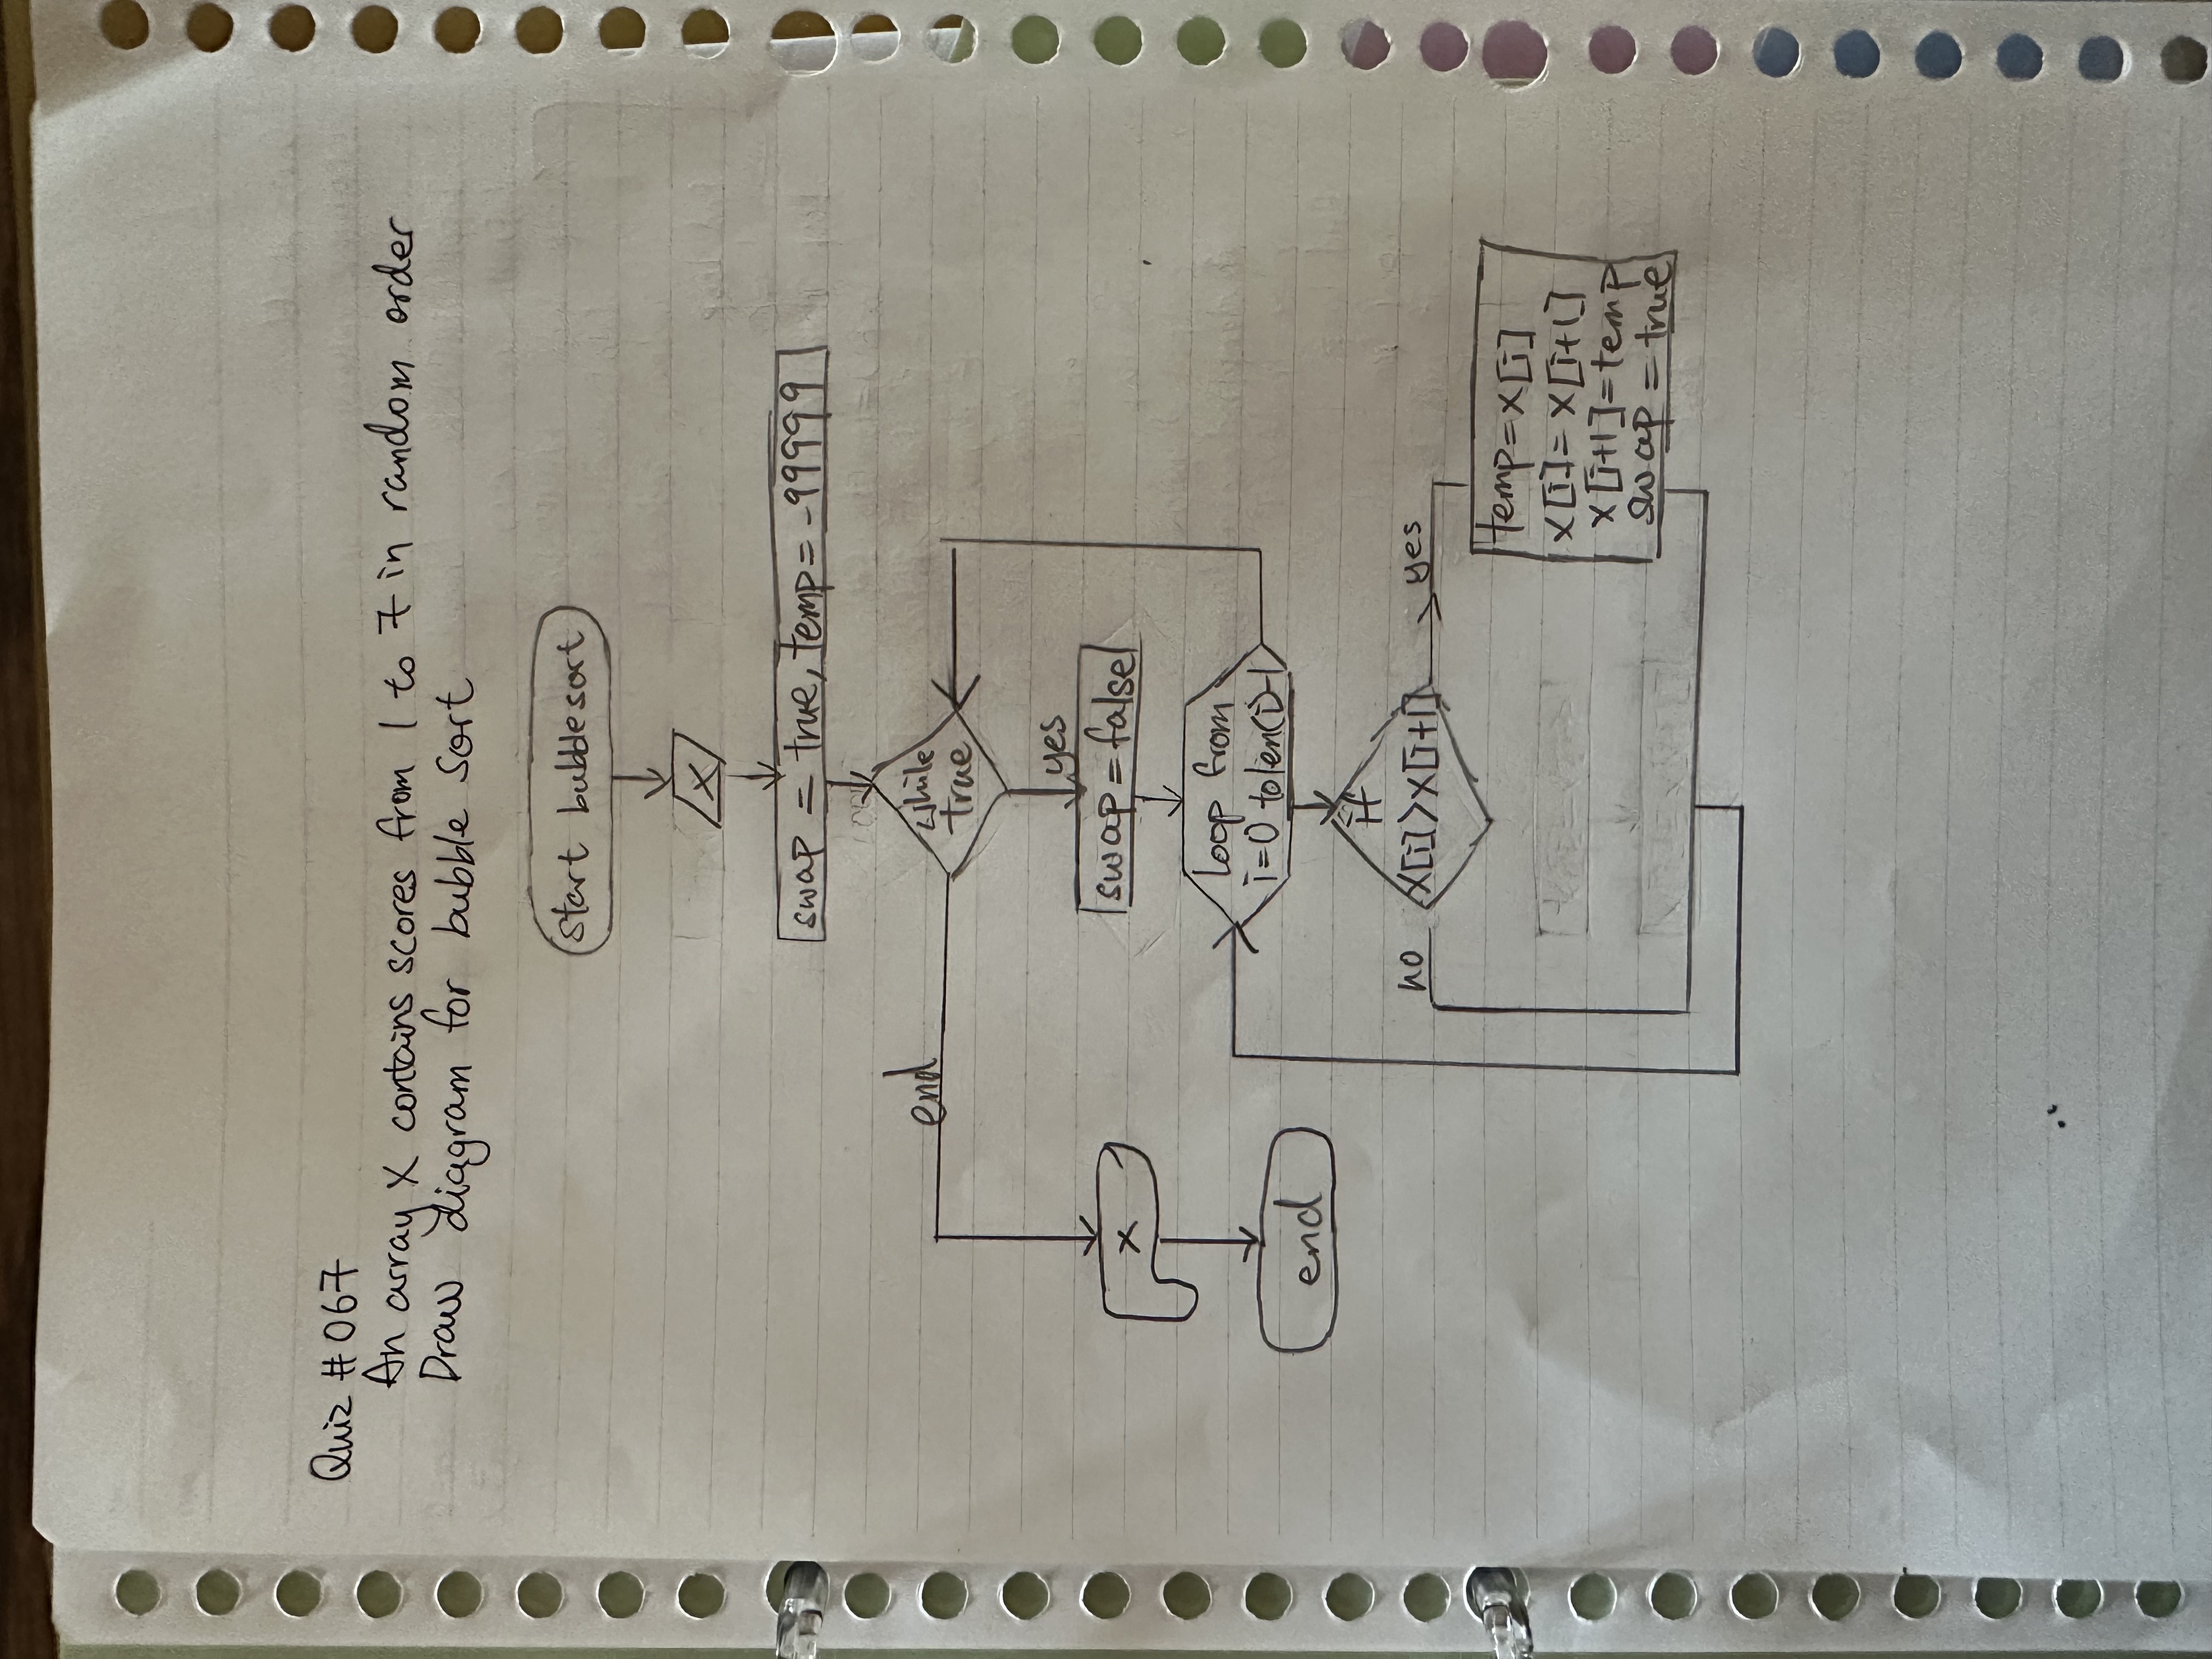 Quiz #067
An array X contains scores from 1 to 7 in random order
Draw diagram for bubble sort
start bubblesort
X
swap = true, temp = -99999
while
true
end
yes
swap = false
X
end
loop from
i=0 to len(i)-1
if
X[i]>X[i+1]
no
yes
temp=X[i]
X[i]= X[i+1]
X[i+1]=temp
swap = true